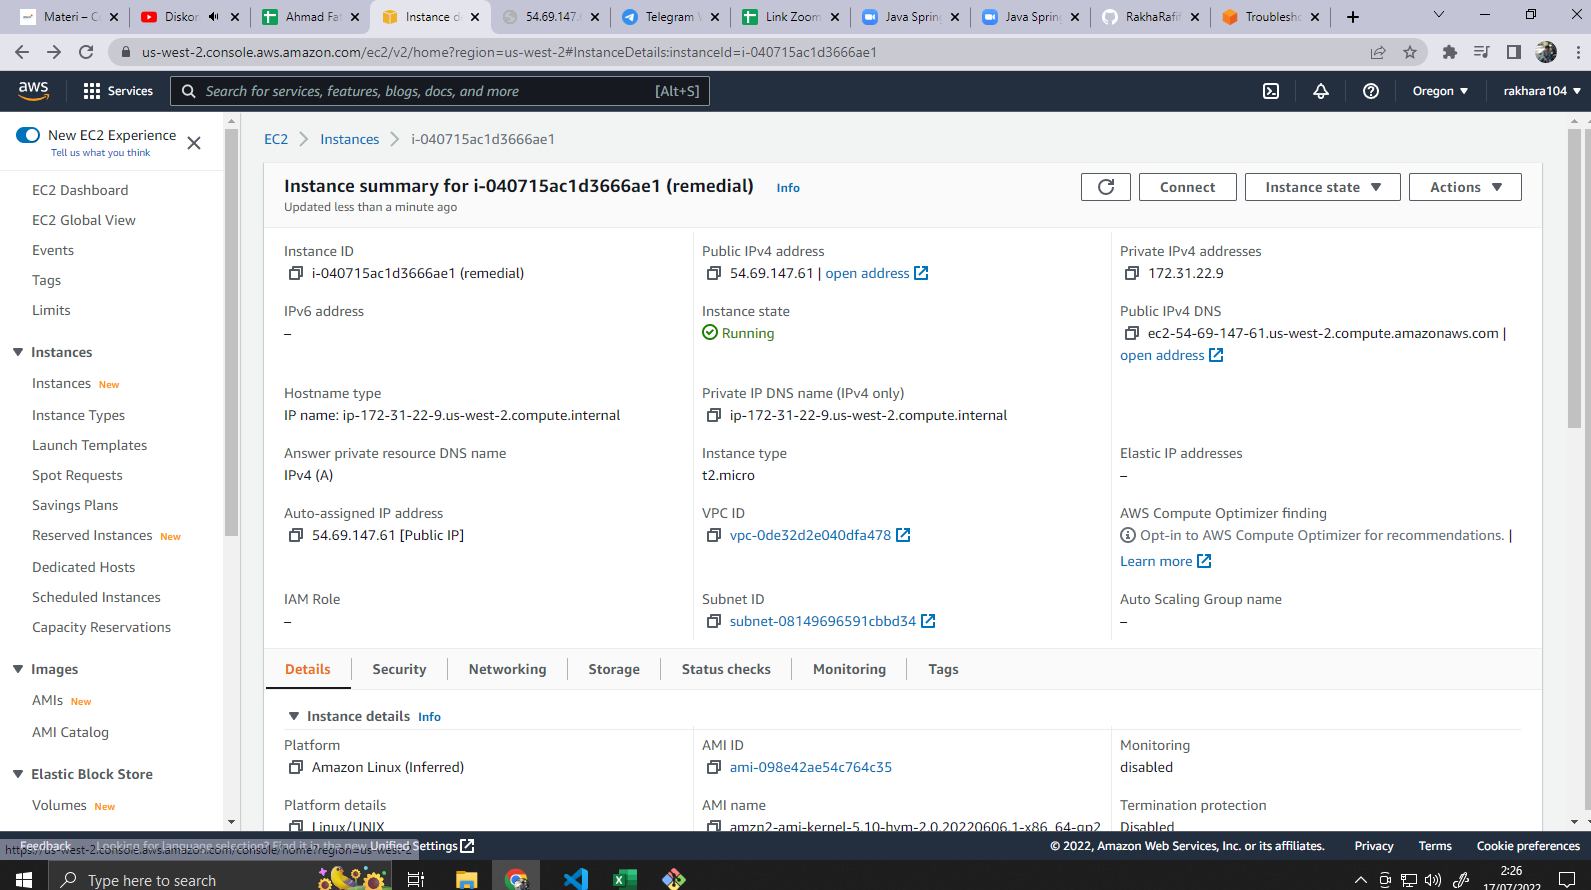 Materi – C
Diskor
Ahmad Fat
Instance d
54.69.147.
Telegram
Link Zoom
Java Spring
Java Spring
RakhaRafif
Troublesho
us-west-2.console.aws.amazon.com/ec2/v2/home?region=us-west-2#InstanceDetails:instanceId=i-040715ac1d3666ae1
aws
Services
Search for services, features, blogs, docs, and more
[Alt+S]
Oregon
rakhara104
New EC2 Experience
Tell us what you think
EC2 Dashboard
EC2 Global View
Events
Tags
Limits
Instances
Instances New
Instance Types
Launch Templates
Spot Requests
Savings Plans
Reserved Instances New
Dedicated Hosts
Scheduled Instances
Capacity Reservations
Images
AMIs New
AMI Catalog
Elastic Block Store
Volumes New
EC2
Instances
i-040715ac1d3666ae1
Instance summary for i-040715ac1d3666ae1 (remedial) Info
Updated less than a minute ago
Connect
Instance state
Actions
Instance ID
i-040715ac1d3666ae1 (remedial)
Public IPv4 address
54.69.147.61 | open address
Private IPv4 addresses
172.31.22.9
IPv6 address
–
Instance state
Running
Public IPv4 DNS
ec2-54-69-147-61.us-west-2.compute.amazonaws.com |
open address
Hostname type
IP name: ip-172-31-22-9.us-west-2.compute.internal
Private IP DNS name (IPv4 only)
ip-172-31-22-9.us-west-2.compute.internal
Answer private resource DNS name
IPv4 (A)
Instance type
t2.micro
Elastic IP addresses
–
Auto-assigned IP address
54.69.147.61 [Public IP]
VPC ID
vpc-0de32d2e040dfa478
AWS Compute Optimizer finding
Opt-in to AWS Compute Optimizer for recommendations. |
Learn more
IAM Role
–
Subnet ID
subnet-08149696591cbbd34
Auto Scaling Group name
–
Details
Security
Networking
Storage
Status checks
Monitoring
Tags
Instance details Info
Platform
Amazon Linux (Inferred)
AMI ID
ami-098e42ae54c764c35
Monitoring
disabled
Platform details
Linux/UNIX
AMI name
amzn2-ami-kernel-5.10-hvm-2.0.20220606.1-x86_64-gp2
Termination protection
Disabled
Feedback
Looking for language selection? Find it in the new Unified Settings
https://us-west-2.console.aws.amazon.com/console/home?region=us-west-2
© 2022, Amazon Web Services, Inc. or its affiliates.
Privacy
Terms
Cookie preferences
Type here to search
2:26
17/07/2022